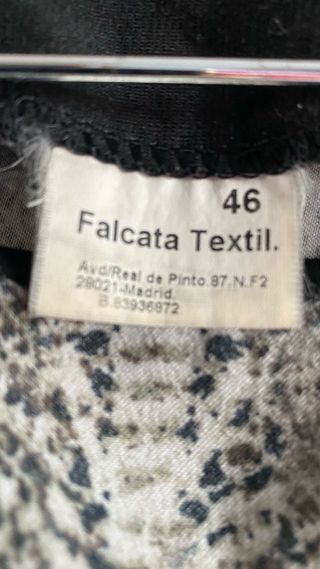 46
Falcata Textil.
Avd/Real de Pinto.87.N.F2
28021-Madrid.
B.83936872